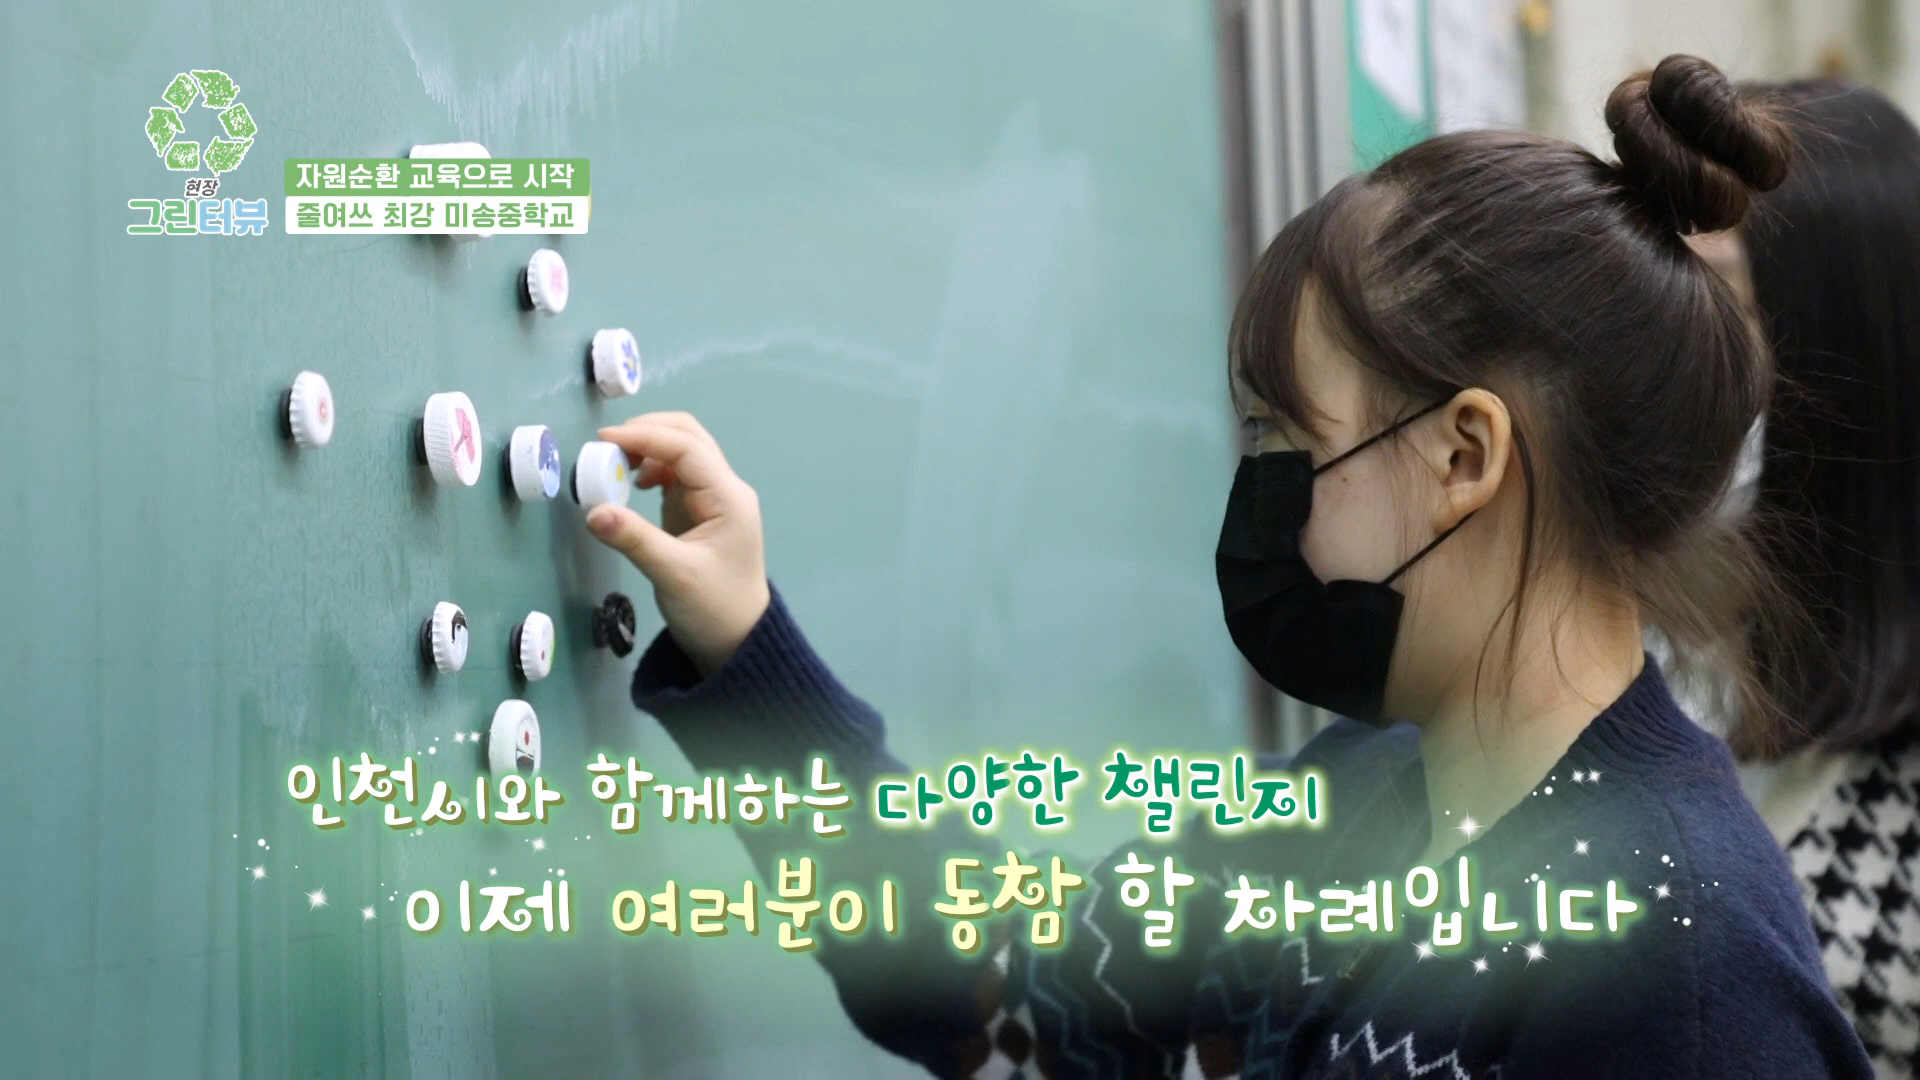 현장
그린터뷰
자원순환 교육으로 시작
줄여쓰 최강 미송중학교
인천시와 함께하는 다양한 챌린지
이제 여러분이 동참 할 차례입니다